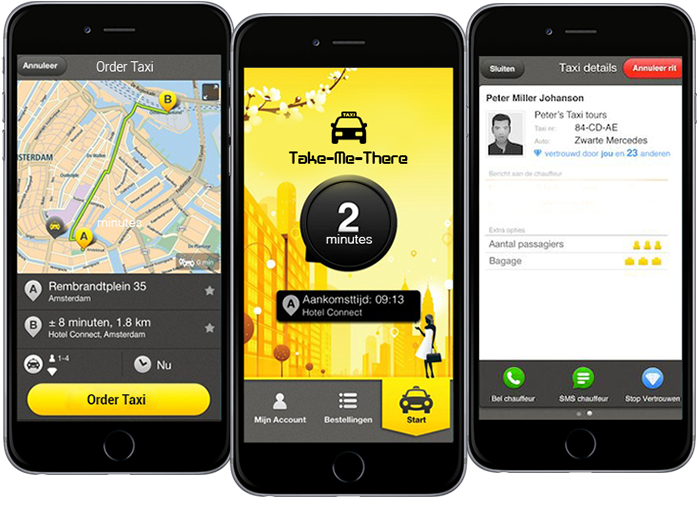 Annuleer
Order Taxi
B
STERDAM
minutes
A
0 min
A
Rembrandtplein 35
Amsterdam
B
± 8 minuten, 1.8 km
Hotel Connect, Amsterdam
1-4
Nu
Order Taxi
TAXI
Take-Me-There
2
minutes
A
Aankomsttijd: 09:13
Hotel Connect
Mijn Account
Bestellingen
Start
Sluiten
Taxi details
Annuleer rit
Peter Miller Johanson
Peter's Taxi tours
Taxi nr:
84-CD-AE
Auto:
Zwarte Mercedes
vertrouwd door jou en 23 anderen
Bericht aan de chauffeur
Extra opties
Aantal passagiers
Bagage
Bel chauffeur
SMS chauffeur
Stop Vertrouwen